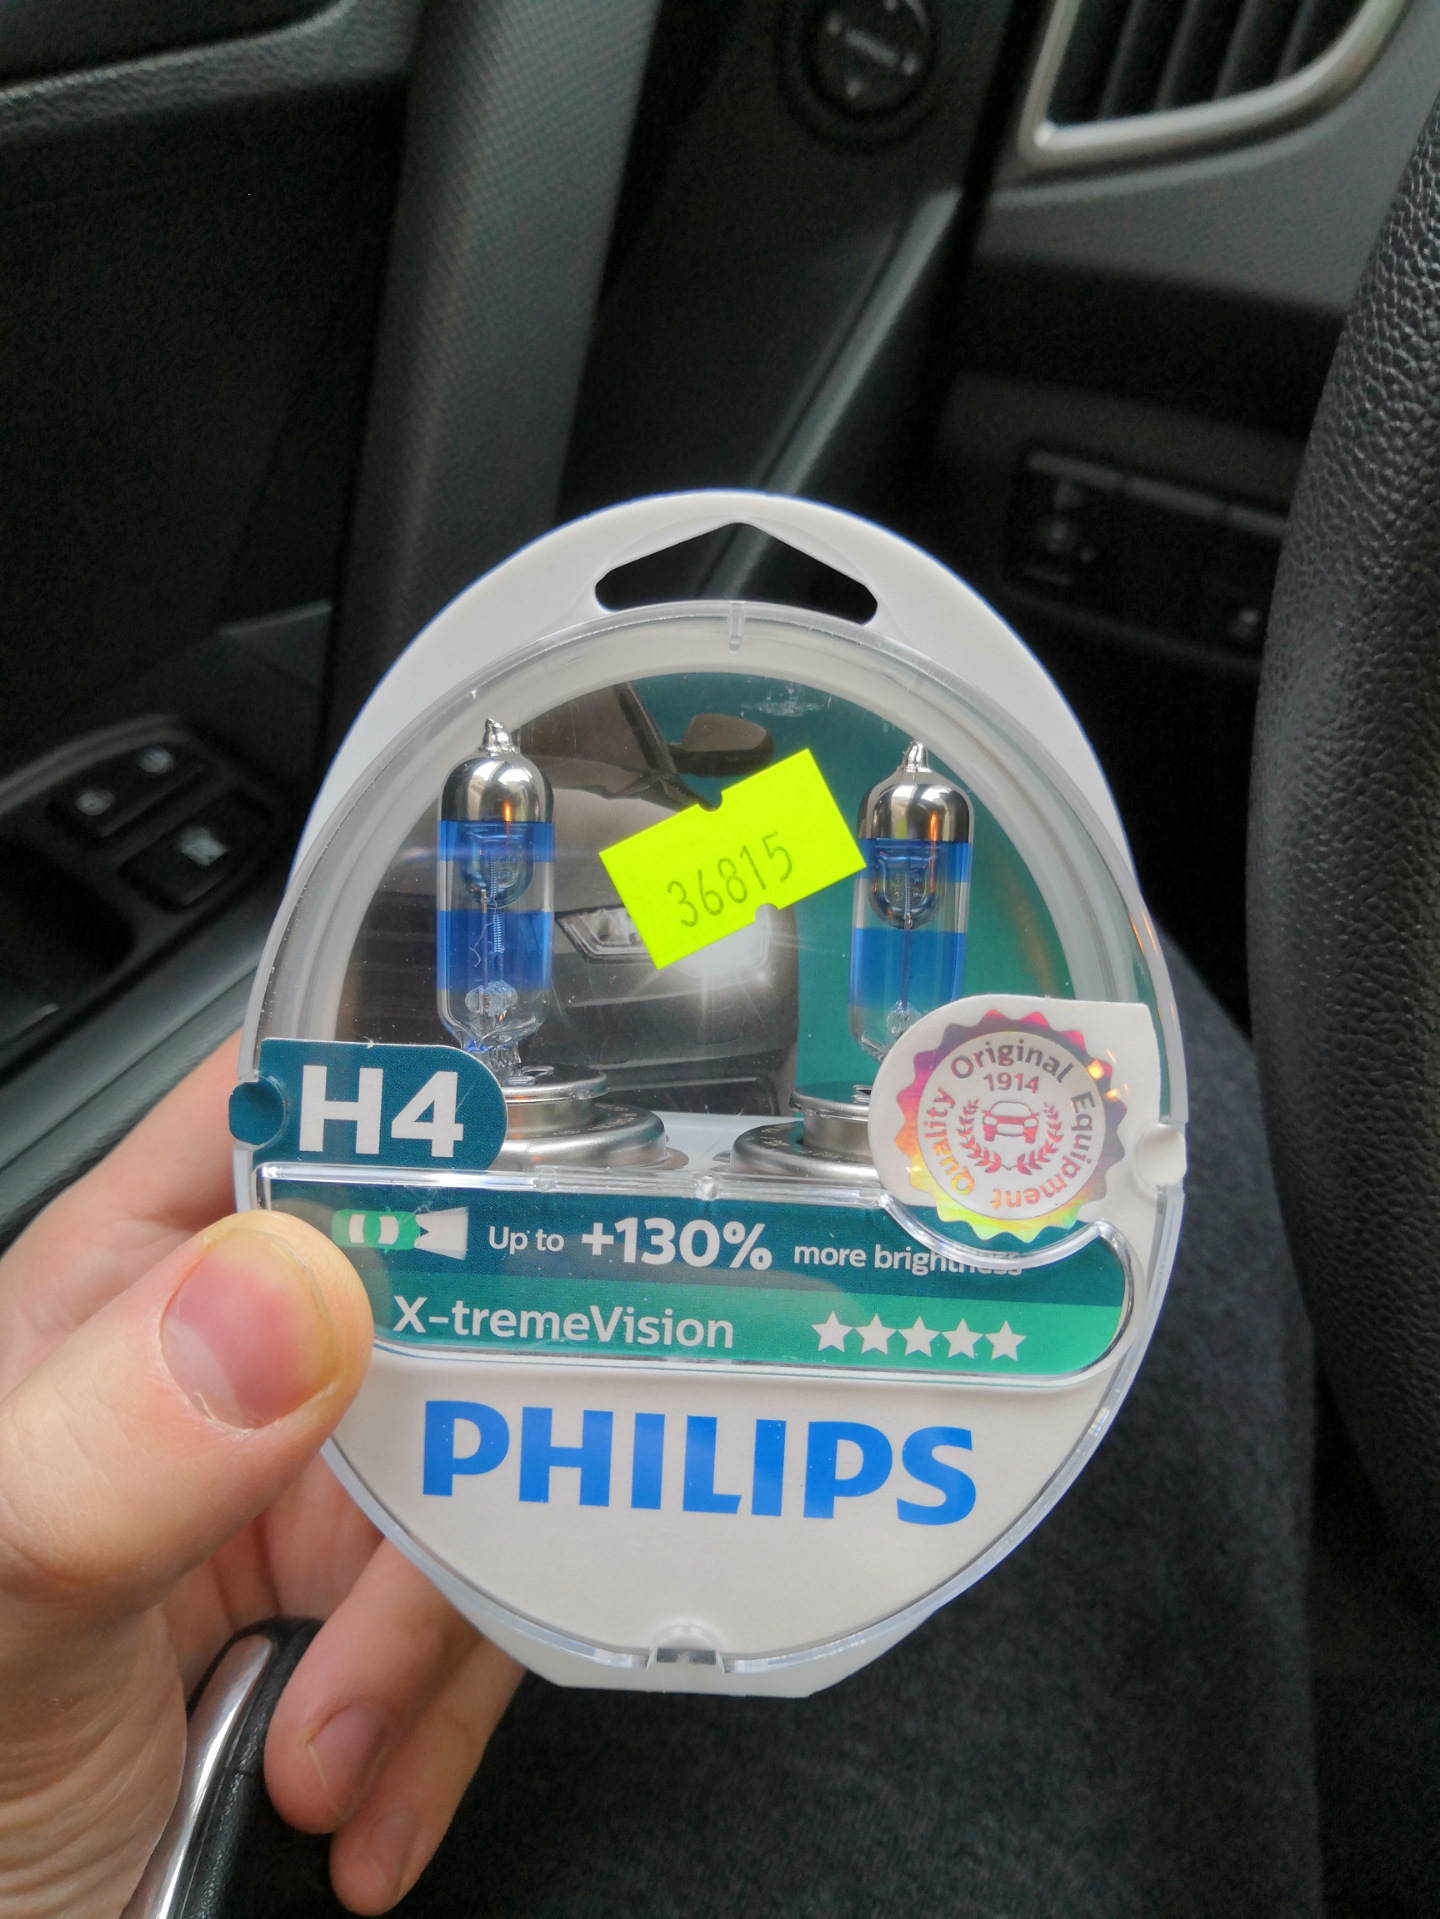 36815
H4
Original
1914
Equipment
Quality
Up to +130% more brightness
X-tremeVision
PHILIPS